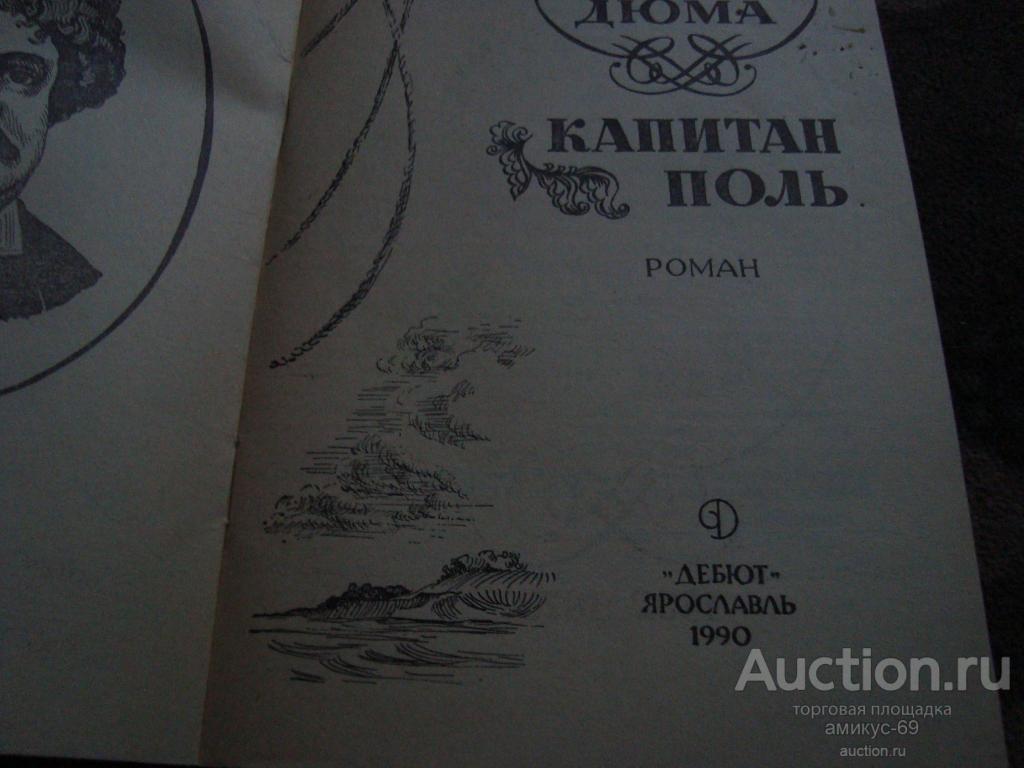 ДЮМА
КАПИТАН
ПОЛЬ
РОМАН
"ДЕБЮТ"
ЯРОСЛАВЛЬ
1990
Auction.ru
торговая площадка
амикус-69
auction.ru